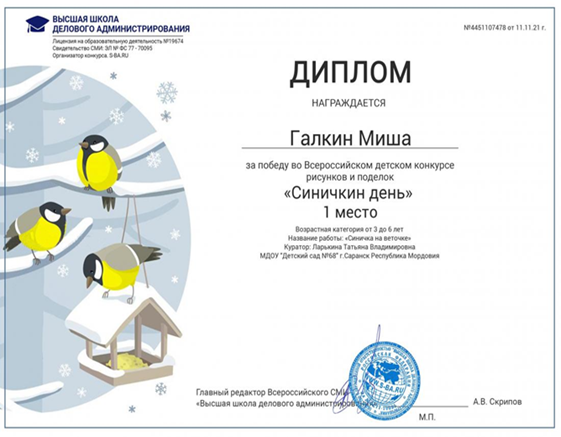 ВЫСШАЯ ШКОЛА
ДЕЛОВОГО АДМИНИСТРИРОВАНИЯ
Лицензия на образовательную деятельность №19674
Свидетельство СМИ: ЭЛ № ФС 77 - 70095
Организатор конкурса. S-BA.RU
№4451107478 от 11.11.21 г.
ДИПЛОМ
НАГРАЖДАЕТСЯ
Галкин Миша
за победу во Всероссийском детском конкурсе
рисунков и поделок
«Синичкин день»
1 место
Возрастная категория от 3 до 6 лет
Название работы: «Синичка на веточке»
Куратор: Ларькина Татьяна Владимировна
МДОУ "Детский сад №68" г.Саранск Республика Мордовия
Главный редактор Всероссийского СМИ
«Высшая школа делового администрирования»
S-BA.RU
А.В. Скрипов
М.П.